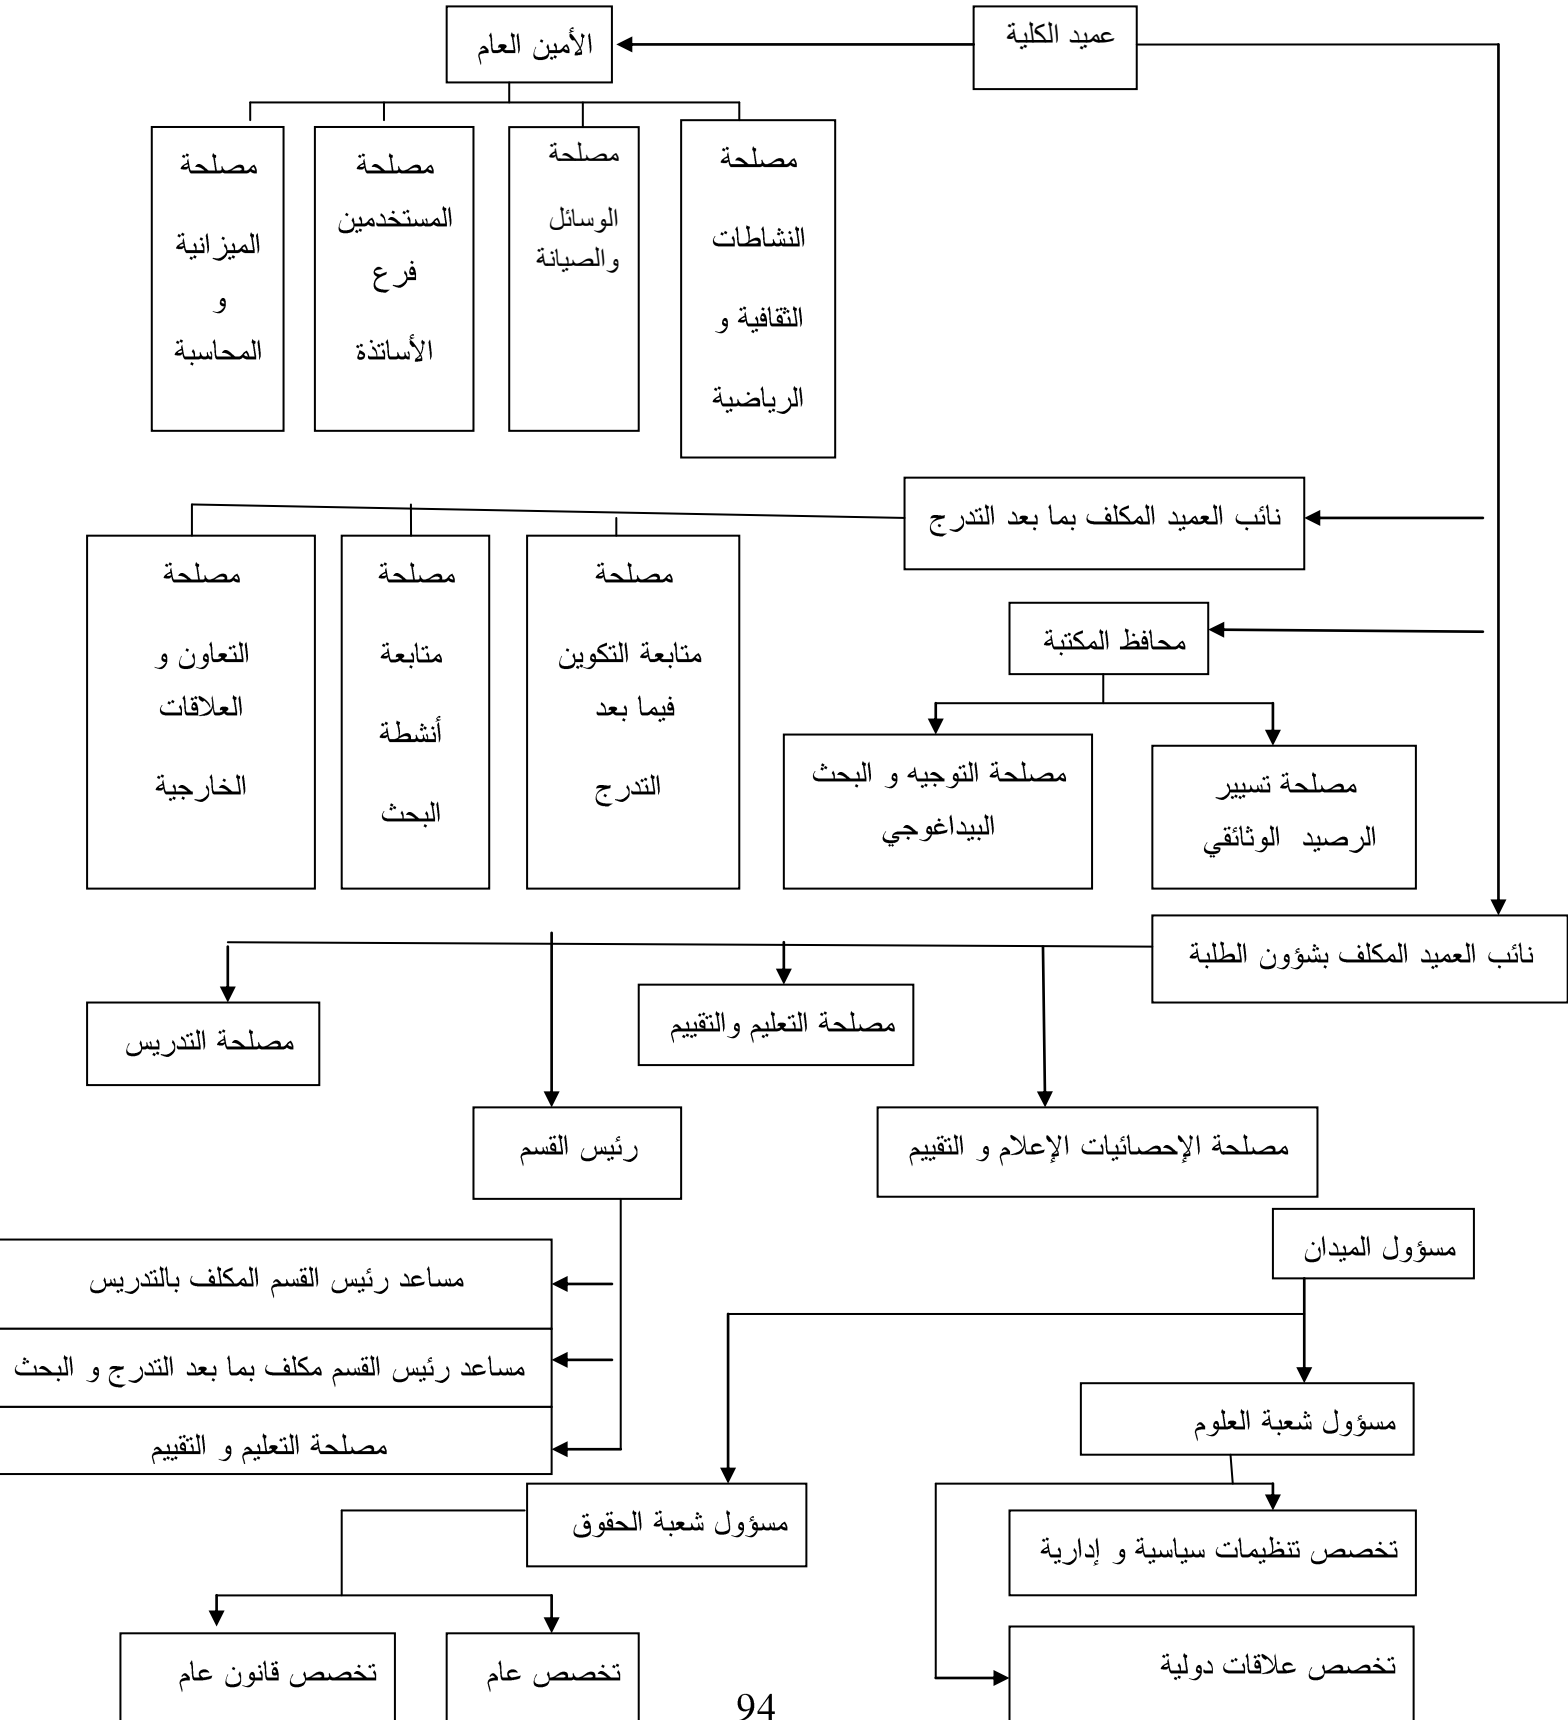 عميد الكلية
الأمين العام
مصلحة
النشاطات
الثقافية و
الرياضية
مصلحة
الوسائل
والصيانة
مصلحة
المستخدمين
فرع
الأساتذة
مصلحة
الميزانية
و
المحاسبة
نائب العميد المكلف بما بعد التدرج
مصلحة
متابعة التكوين
فيما بعد
التدرج
مصلحة
متابعة
أنشطة
البحث
مصلحة
التعاون و
العلاقات
الخارجية
محافظ المكتبة
مصلحة تسيير
الرصيد الوثائقي
مصلحة التوجيه و البحث
البيداغوجي
نائب العميد المكلف بشؤون الطلبة
مصلحة التعليم والتقييم
مصلحة التدريس
مصلحة الإحصائيات الإعلام و التقييم
رئيس القسم
مساعد رئيس القسم المكلف بالتدريس
مساعد رئيس القسم مكلف بما بعد التدرج و البحث
مصلحة التعليم و التقييم
مسؤول الميدان
مسؤول شعبة العلوم
تخصص تنظيمات سياسية و إدارية
تخصص علاقات دولية
مسؤول شعبة الحقوق
تخصص عام
تخصص قانون عام
94